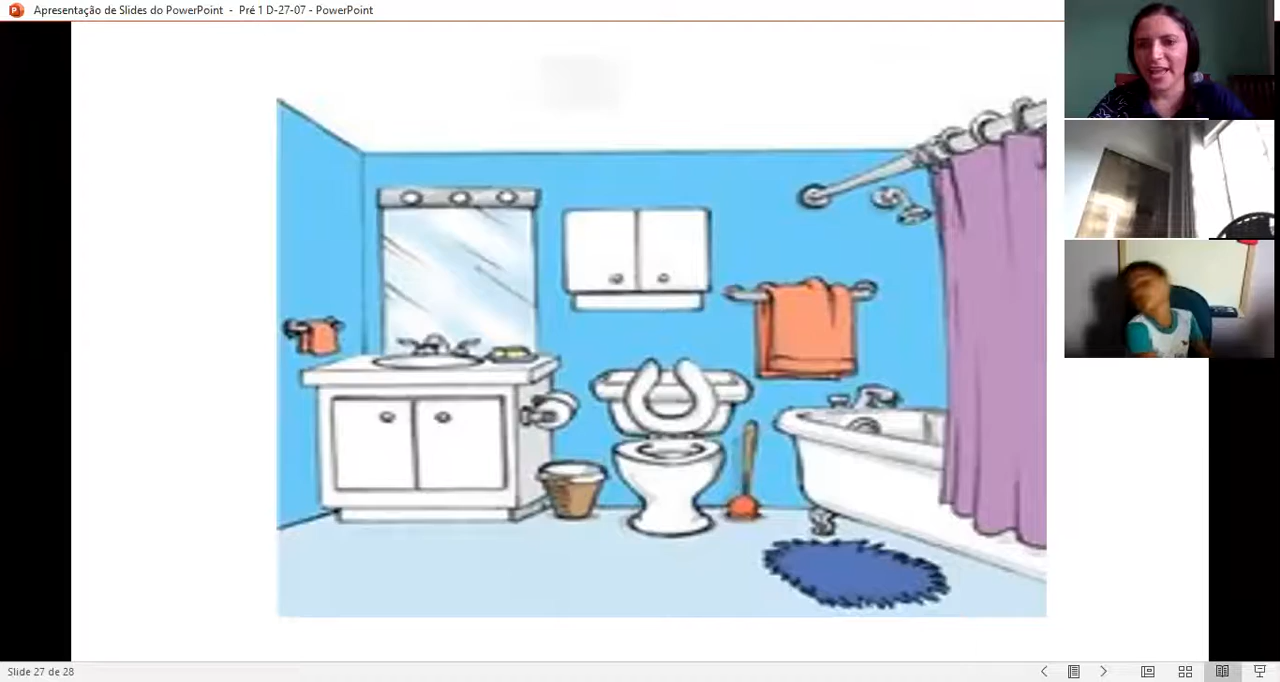 Apresentação de Slides do PowerPoint - Pré 1 D-27-07 - PowerPoint
Slide 27 de 28